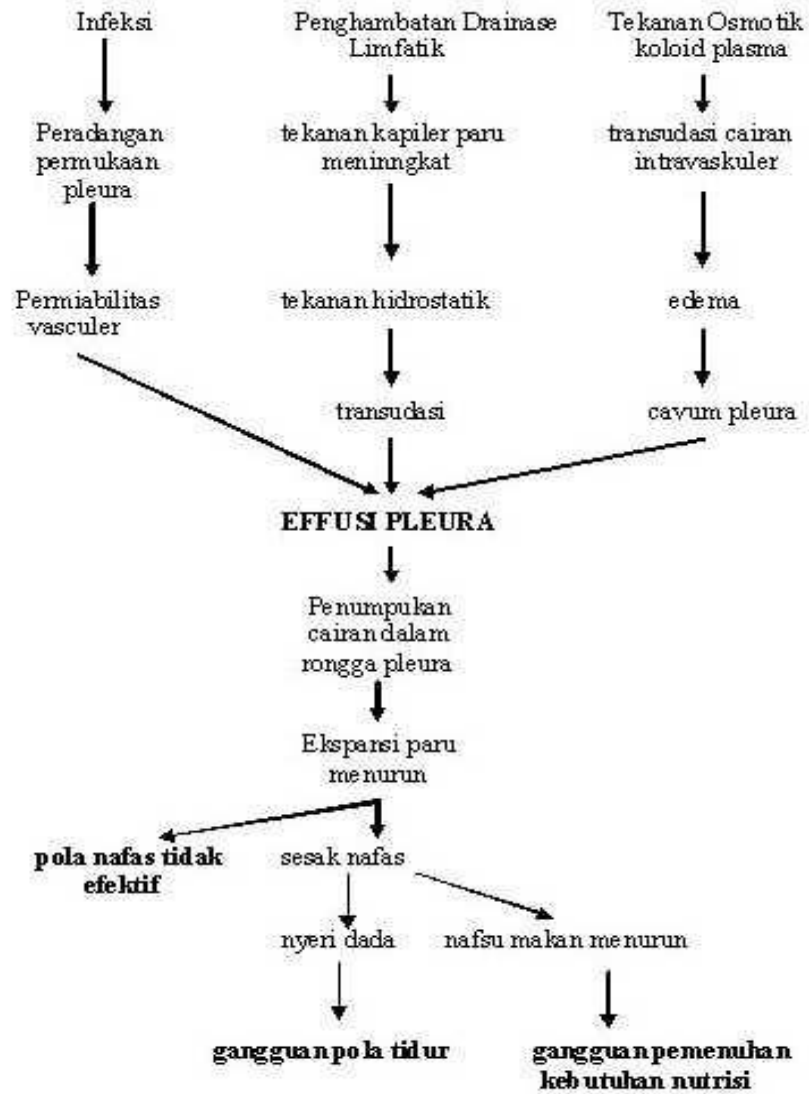 Infeksi
Penghambatan Drainase
Limfatik
Tekanan Osmotik
koloid plasma
Peradangan
permukaan
pleura
tekanan kapiler paru
meninngkat
transudasi cairan
intravaskuler
Permiabilitas
vasculer
tekanan hidrostatik
edema
transudasi
cavum pleura
EFFUSI PLEURA
Penumpukan
cairan dalam
rongga pleura
Ekspansi paru
menurun
pola nafas tidak
efektif
sesak nafas
nyeri dada
nafsu makan menurun
gangguan pola tidur
gangguan pemenuhan
kebutuhan nutrisi